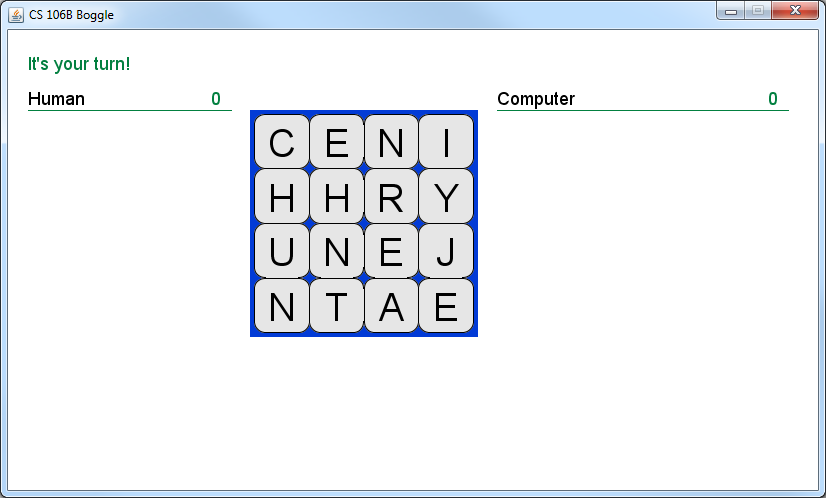 CS 106B Boggle
It's your turn!
Human 0
Computer 0
C E N I
H H R Y
U N E J
N T A E